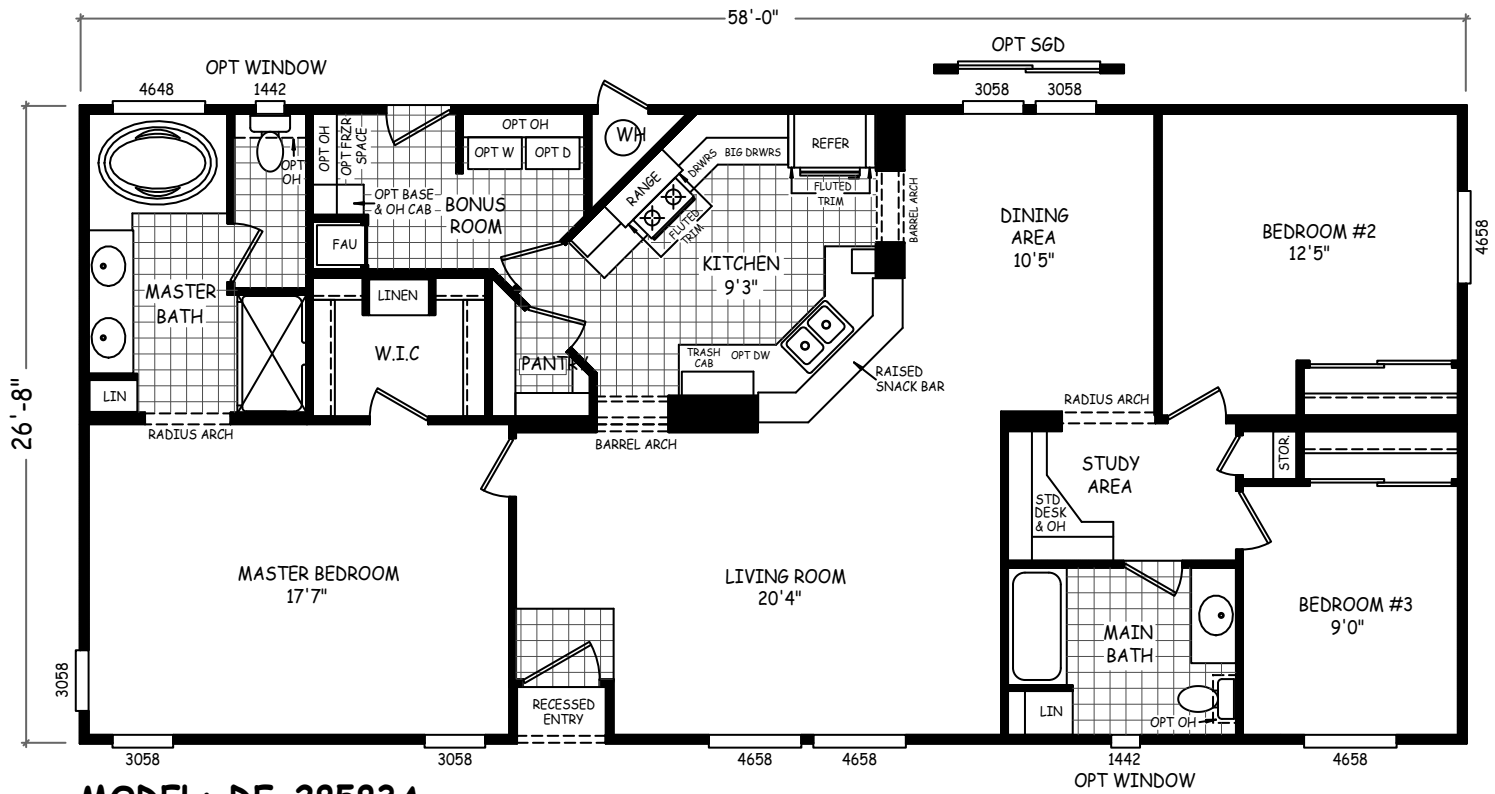 58'-0"
OPT SGD
OPT WINDOW
4648
1442
3058
3058
OPT OH
OPT OH
OPT FRZR
SPACE
OPT OH
OPT W
OPT D
WH
DRWRS
BIG DRWRS
REFER
FLUTED
TRIM
RANGE
FLUTED
TRIM
BARREL ARCH
OPT BASE
& OH CAB
BONUS
ROOM
FAU
DINING
AREA
10'5"
BEDROOM #2
12'5"
4658
KITCHEN
9'3"
MASTER
BATH
LINEN
W.I.C
PANTRY
TRASH
CAB
OPT DW
RAISED
SNACK BAR
LIN
RADIUS ARCH
BARREL ARCH
RADIUS ARCH
26'-8"
STUDY
AREA
STOR.
STD
DESK
& OH
MASTER BEDROOM
17'7"
LIVING ROOM
20'4"
BEDROOM #3
9'0"
MAIN
BATH
3058
RECESSED
ENTRY
LIN
OPT OH
3058
3058
4658
4658
1442
4658
OPT WINDOW